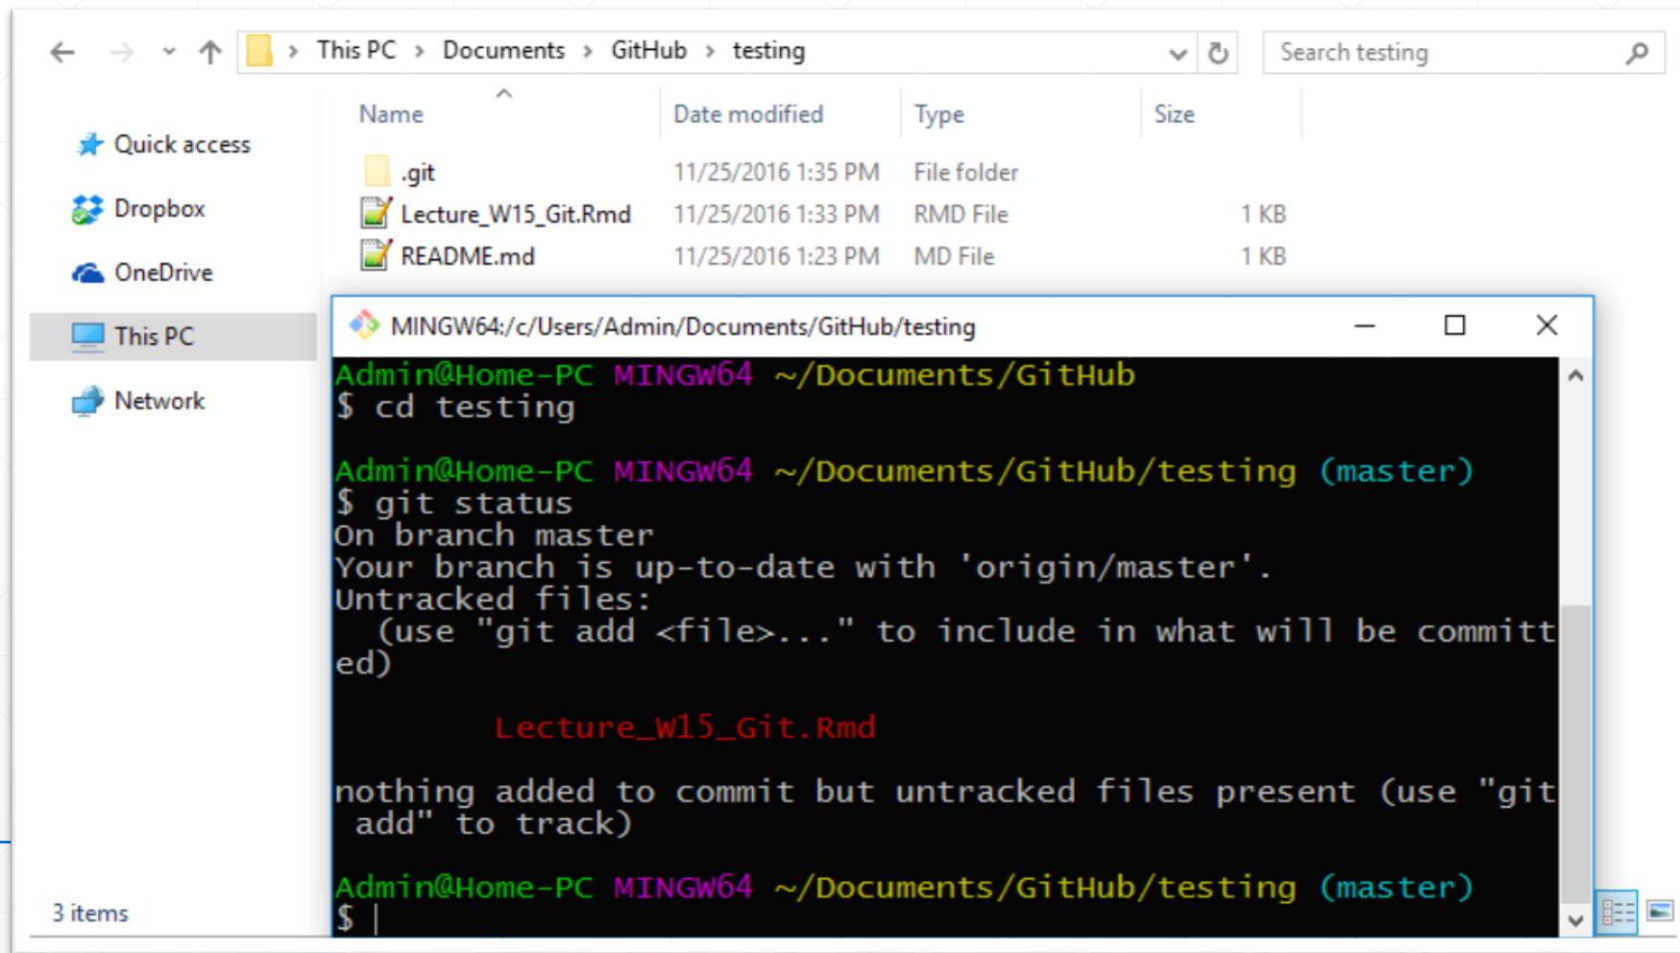 This PC > Documents > GitHub > testing
Search testing
Name Date modified Type Size
Quick access
Dropbox
OneDrive
This PC
Network
.git 11/25/2016 1:35 PM File folder
Lecture_W15_Git.Rmd 11/25/2016 1:33 PM RMD File 1 KB
README.md 11/25/2016 1:23 PM MD File 1 KB
MINGW64:/c/Users/Admin/Documents/GitHub/testing
Admin@Home-PC MINGW64 ~/Documents/GitHub
$ cd testing
Admin@Home-PC MINGW64 ~/Documents/GitHub/testing (master)
$ git status
On branch master
Your branch is up-to-date with 'origin/master'.
Untracked files:
(use "git add <file>..." to include in what will be committ
ed)
Lecture_W15_Git.Rmd
nothing added to commit but untracked files present (use "git
add" to track)
Admin@Home-PC MINGW64 ~/Documents/GitHub/testing (master)
$
3 items